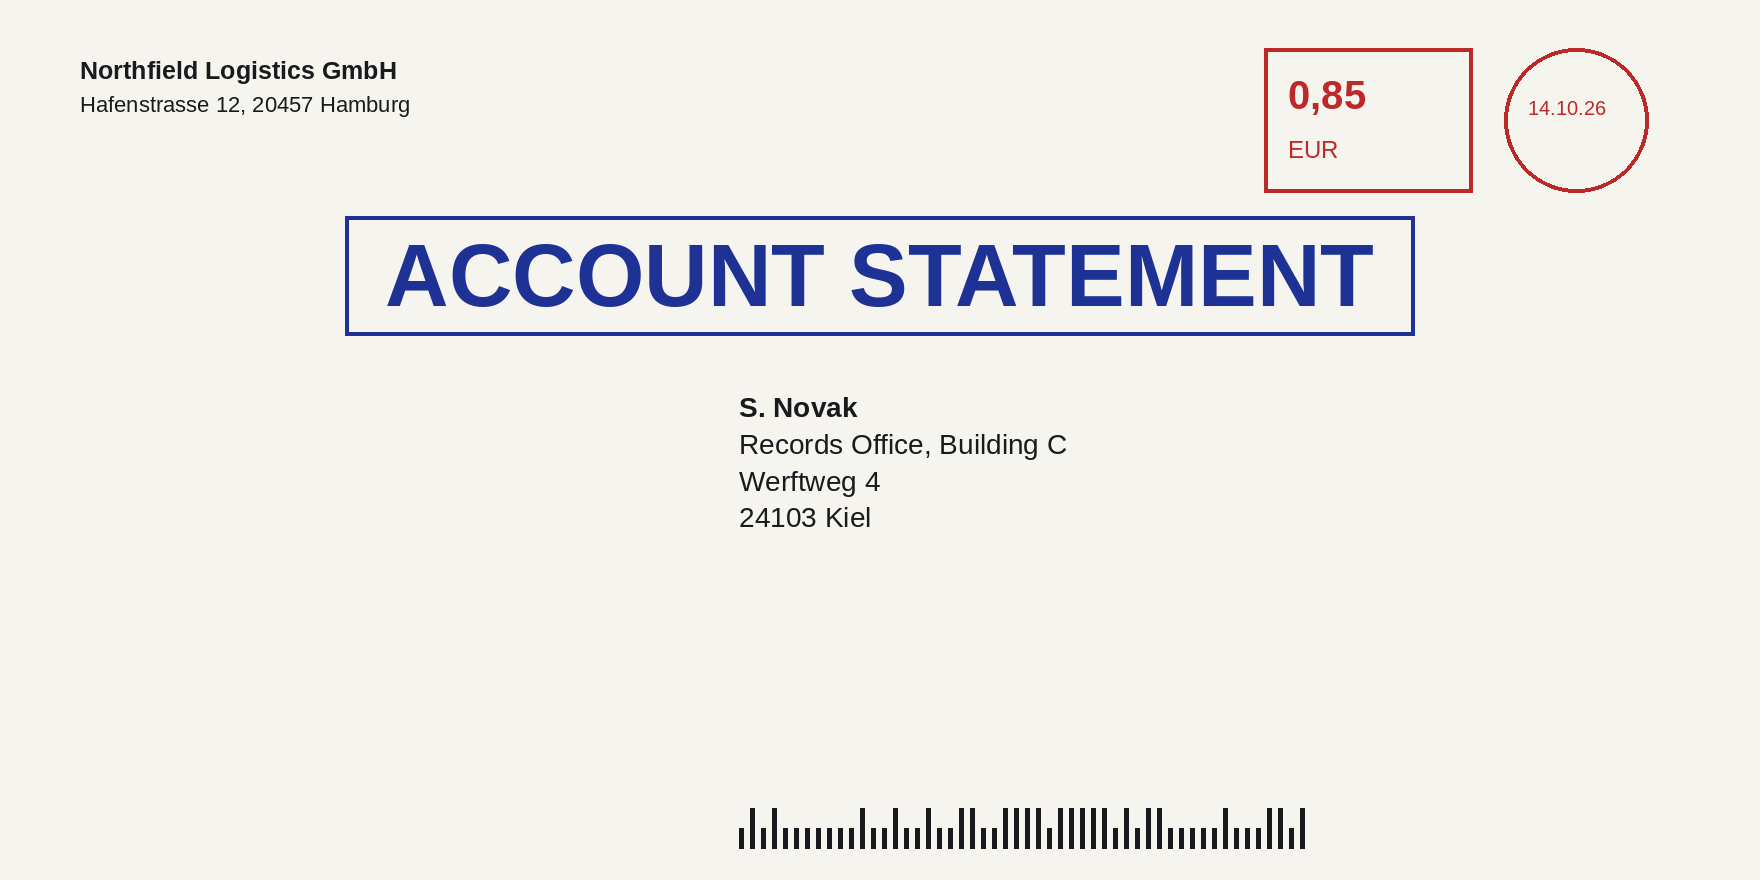 Northfield Logistics GmbH
Hafenstrasse 12, 20457 Hamburg
0,85
EUR
14.10.26
ACCOUNT STATEMENT
S. Novak
Records Office, Building C
Werftweg 4
24103 Kiel